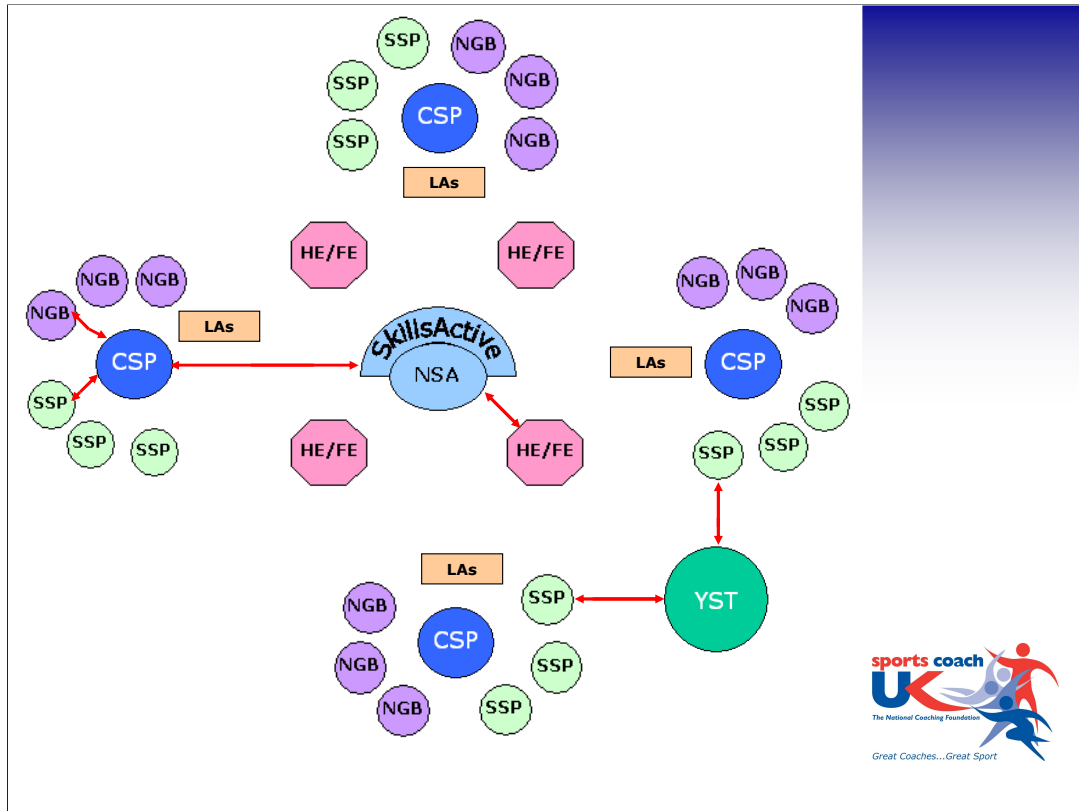 SSP
NGB
SSP
NGB
CSP
SSP
NGB
LAs
HE/FE
HE/FE
NGB
NGB
NGB
LAs
CSP
SSP
SSP
SSP
SkillsActive
NSA
HE/FE
HE/FE
NGB
NGB
NGB
LAs
CSP
SSP
SSP
SSP
LAs
NGB
SSP
CSP
NGB
SSP
NGB
SSP
YST
sports coach
UK
The National Coaching Foundation
Great Coaches...Great Sport